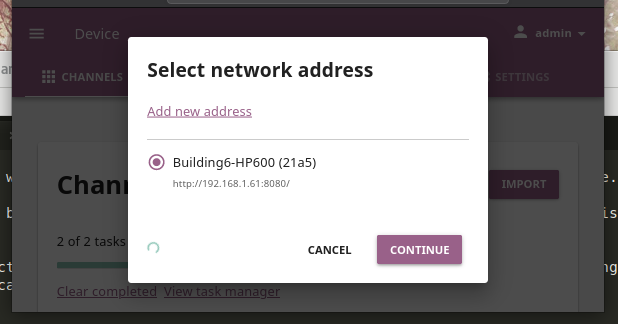 Device
admin
CHANNELS
SETTINGS
Select network address
Add new address
Building6-HP600 (21a5)
http://192.168.1.61:8080/
CANCEL
CONTINUE
Chann
IMPORT
2 of 2 tasks
Clear completed View task manager